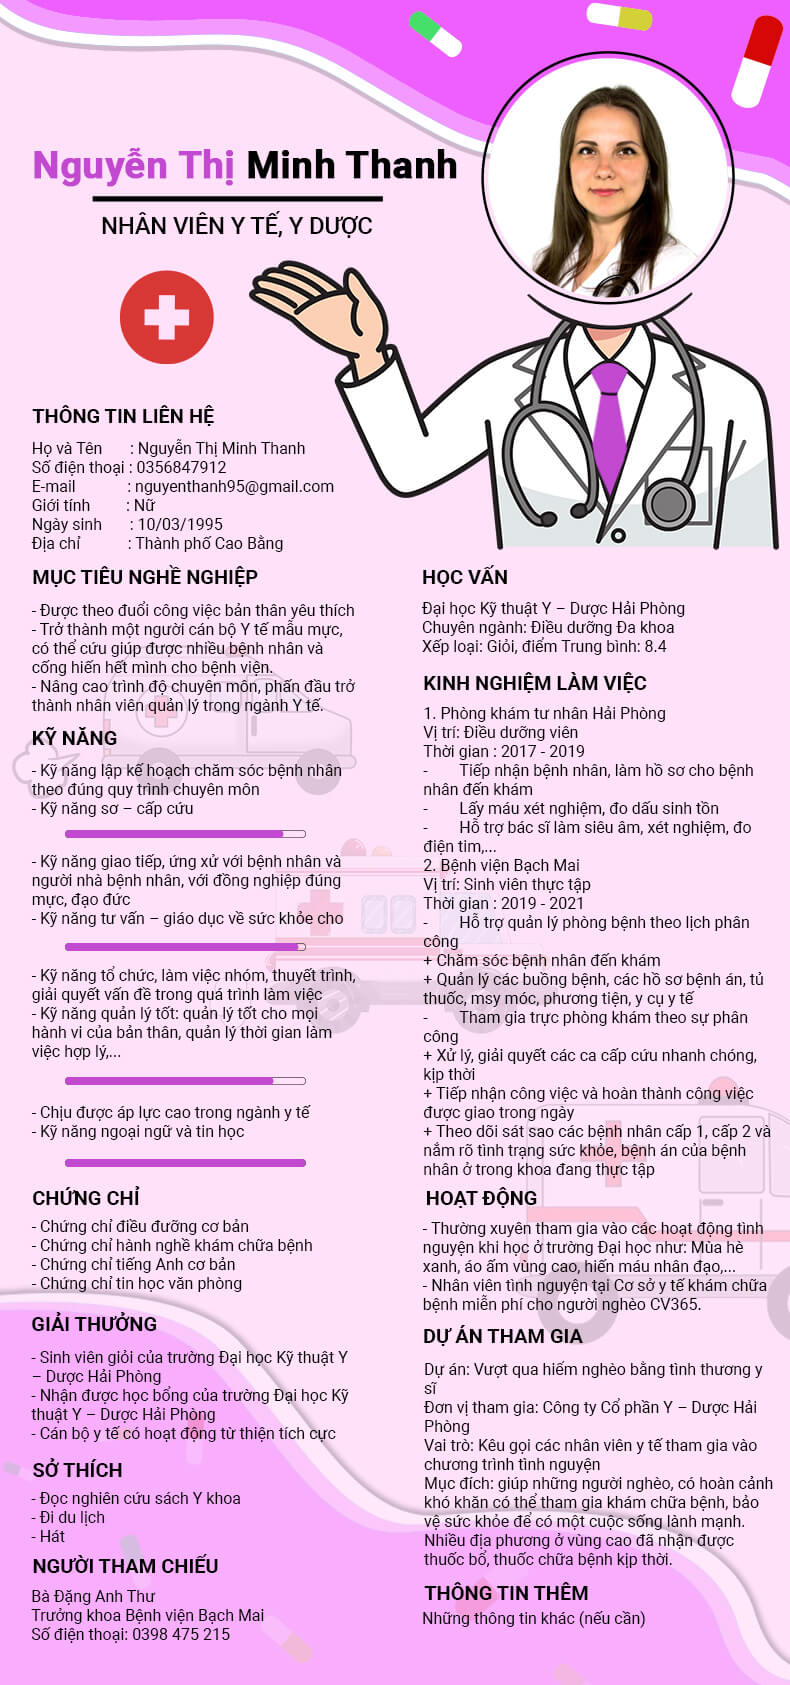 Nguyễn Thị Minh Thanh
NHÂN VIÊN Y TẾ, Y DƯỢC
THÔNG TIN LIÊN HỆ
Họ và Tên : Nguyễn Thị Minh Thanh
Số điện thoại : 0356847912
E-mail : nguyenthanh95@gmail.com
Giới tính : Nữ
Ngày sinh : 10/03/1995
Địa chỉ : Thành phố Cao Bằng
MỤC TIÊU NGHỀ NGHIỆP
- Được theo đuổi công việc bản thân yêu thích
- Trở thành một người cán bộ Y tế mẫu mực,
có thể cứu giúp được nhiều bệnh nhân và
cống hiến hết mình cho bệnh viện.
- Nâng cao trình độ chuyên môn, phấn đầu trở
thành nhân viên quản lý trong ngành Y tế.
KỸ NĂNG
- Kỹ năng lập kế hoạch chăm sóc bệnh nhân
theo đúng quy trình chuyên môn
- Kỹ năng sơ – cấp cứu
- Kỹ năng giao tiếp, ứng xử với bệnh nhân và
người nhà bệnh nhân, với đồng nghiệp đúng
mực, đạo đức
- Kỹ năng tư vấn – giáo dục về sức khỏe cho
- Kỹ năng tổ chức, làm việc nhóm, thuyết trình,
giải quyết vấn đề trong quá trình làm việc
- Kỹ năng quản lý tốt: quản lý tốt cho mọi
hành vi của bản thân, quản lý thời gian làm
việc hợp lý,...
- Chịu được áp lực cao trong ngành y tế
- Kỹ năng ngoại ngữ và tin học
CHỨNG CHỈ
- Chứng chỉ điều đưỡng cơ bản
- Chứng chỉ hành nghề khám chữa bệnh
- Chứng chỉ tiếng Anh cơ bản
- Chứng chỉ tin học văn phòng
GIẢI THƯỞNG
- Sinh viên giỏi của trường Đại học Kỹ thuật Y
– Dược Hải Phòng
- Nhận được học bổng của trường Đại học Kỹ
thuật Y – Dược Hải Phòng
- Cán bộ y tế có hoạt động từ thiện tích cực
SỞ THÍCH
- Đọc nghiên cứu sách Y khoa
- Đi du lịch
- Hát
NGƯỜI THAM CHIẾU
Bà Đặng Anh Thư
Trưởng khoa Bệnh viện Bạch Mai
Số điện thoại: 0398 475 215
HỌC VẤN
Đại học Kỹ thuật Y – Dược Hải Phòng
Chuyên ngành: Điều dưỡng Đa khoa
Xếp loại: Giỏi, điểm Trung bình: 8.4
KINH NGHIỆM LÀM VIỆC
1. Phòng khám tư nhân Hải Phòng
Vị trí: Điều dưỡng viên
Thời gian : 2017 - 2019
- Tiếp nhận bệnh nhân, làm hồ sơ cho bệnh
nhân đến khám
- Lấy máu xét nghiệm, đo dấu sinh tồn
- Hỗ trợ bác sĩ làm siêu âm, xét nghiệm, đo
điện tim,...
2. Bệnh viện Bạch Mai
Vị trí: Sinh viên thực tập
Thời gian : 2019 - 2021
- Hỗ trợ quản lý phòng bệnh theo lịch phân
công
+ Chăm sóc bệnh nhân đến khám
+ Quản lý các buồng bệnh, các hồ sơ bệnh án, tủ
thuốc, msy móc, phương tiện, y cụ y tế
- Tham gia trực phòng khám theo sự phân
công
+ Xử lý, giải quyết các ca cấp cứu nhanh chóng,
kịp thời
+ Tiếp nhận công việc và hoàn thành công việc
được giao trong ngày
+ Theo dõi sát sao các bệnh nhân cấp 1, cấp 2 và
nắm rõ tình trạng sức khỏe, bệnh án của bệnh
nhân ở trong khoa đang thực tập
HOẠT ĐỘNG
- Thường xuyên tham gia vào các hoạt động tình
nguyện khi học ở trường Đại học như: Mùa hè
xanh, áo ấm vùng cao, hiến máu nhân đạo,...
- Nhân viên tình nguyện tại Cơ sở y tế khám chữa
bệnh miễn phí cho người nghèo CV365.
DỰ ÁN THAM GIA
Dự án: Vượt qua hiếm nghèo bằng tình thương y
sĩ
Đơn vị tham gia: Công ty Cổ phần Y – Dược Hải
Phòng
Vai trò: Kêu gọi các nhân viên y tế tham gia vào
chương trình tình nguyện
Mục đích: giúp những người nghèo, có hoàn cảnh
khó khăn có thể tham gia khám chữa bệnh, bảo
vệ sức khỏe để có một cuộc sống lành mạnh.
Nhiều địa phương ở vùng cao đã nhận được
thuốc bổ, thuốc chữa bệnh kịp thời.
THÔNG TIN THÊM
Những thông tin khác (nếu cần)